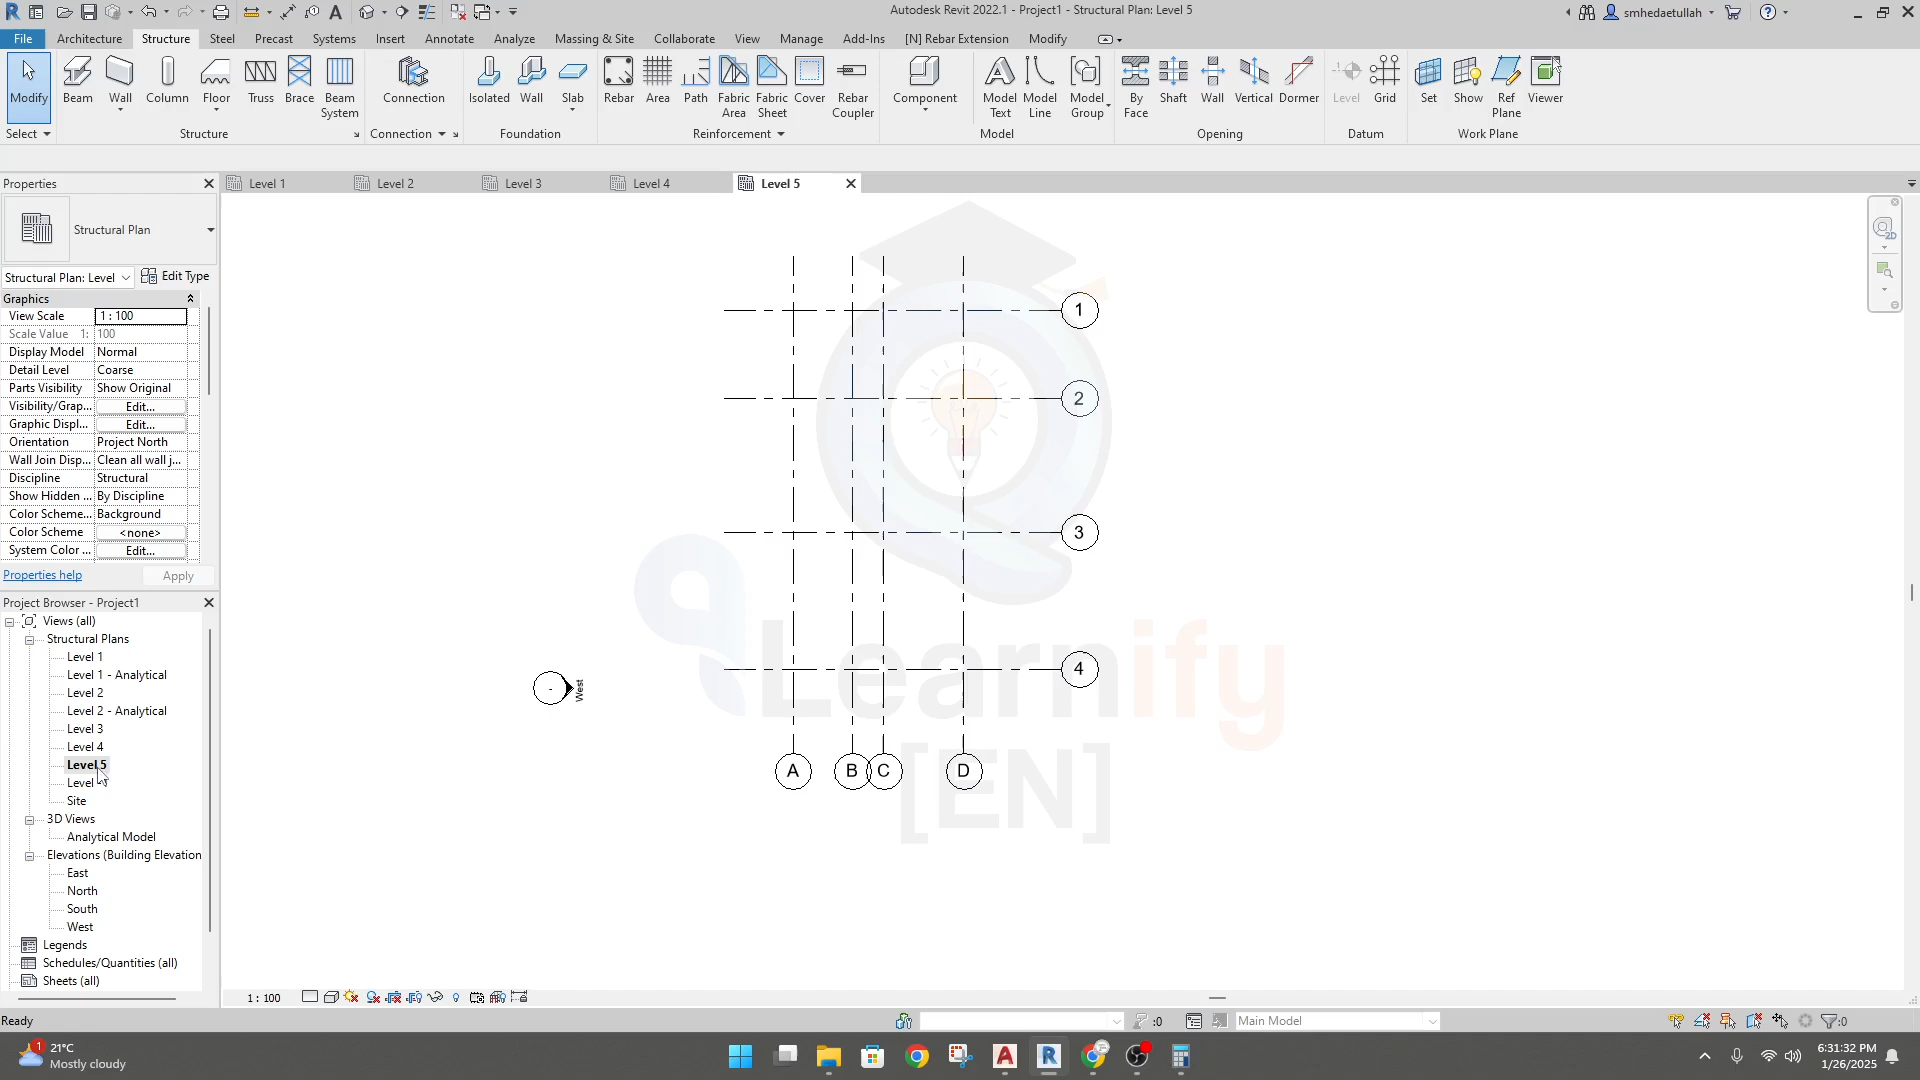 Autodesk Revit 2022.1 - Project1 - Structural Plan: Level 5
smhedaetullah
File Architecture Structure Steel Precast Systems Insert Annotate Analyze Massing & Site Collaborate View Manage Add-Ins [N] Rebar Extension Modify
Modify Beam Wall Column Floor Truss Brace Beam System Connection Isolated Wall Slab Rebar Area Path Fabric Area Fabric Sheet Cover Rebar Coupler Component Model Text Model Line Model Group By Face Shaft Wall Vertical Dormer Level Grid Set Show Ref Plane Viewer
Select Structure Connection Foundation Reinforcement Model Opening Datum Work Plane
Properties
Level 1 Level 2 Level 3 Level 4 Level 5
Structural Plan
Structural Plan: Level Edit Type
Graphics
View Scale 1 : 100
Scale Value 1: 100
Display Model Normal
Detail Level Coarse
Parts Visibility Show Original
Visibility/Grap... Edit...
Graphic Displ... Edit...
Orientation Project North
Wall Join Disp... Clean all wall j...
Discipline Structural
Show Hidden ... By Discipline
Color Scheme... Background
Color Scheme <none>
System Color ... Edit...
Properties help Apply
Project Browser - Project1
Views (all)
Structural Plans
Level 1
Level 1 - Analytical
Level 2
Level 2 - Analytical
Level 3
Level 4
Level 5
Level
Site
3D Views
Analytical Model
Elevations (Building Elevation
East
North
South
West
Legends
Schedules/Quantities (all)
Sheets (all)
2D
1
2
3
4
A B C D
- West
Learnify
[EN]
1 : 100
Ready
:0
Main Model
:0
1
21°C
Mostly cloudy
6:31:32 PM
1/26/2025